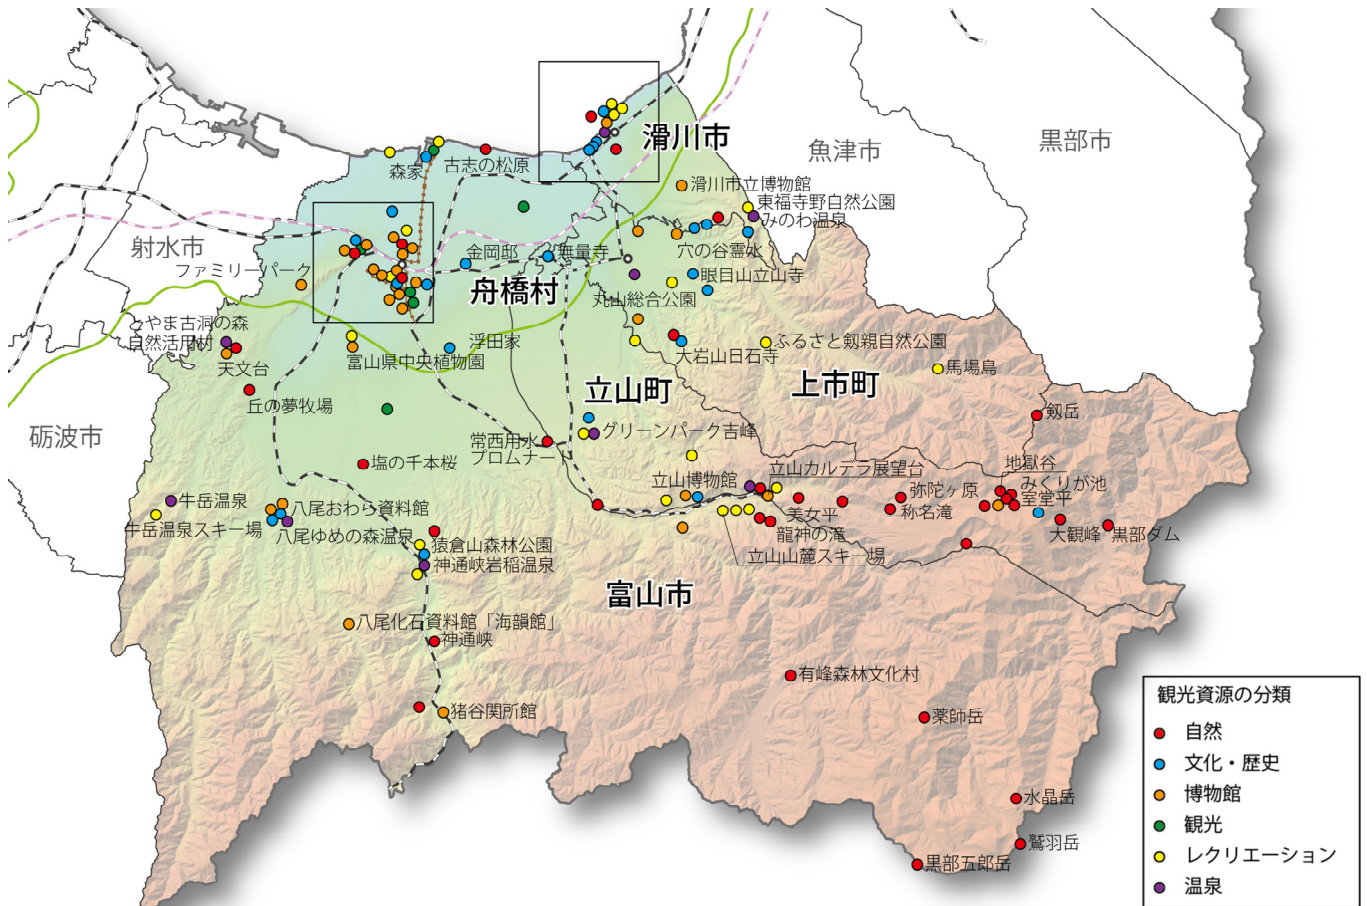 滑川市
魚津市
黒部市
森家
古志の松原
滑川市立博物館
東福寺野自然公園
みのわ温泉
射水市
ファミリーパーク
金岡邸
無量寺
穴の谷霊水
眼目山立山寺
舟橋村
丸山総合公園
とやま古洞の森
自然活用村
天文台
富山県中央植物園
浮田家
大岩山日石寺
ふるさと剱親自然公園
馬場島
丘の夢牧場
立山町
上市町
剱岳
砺波市
常西用水
プロムナード
グリーンパーク吉峰
塩の千本桜
立山博物館
立山カルデラ展望台
地獄谷
みくりが池
弥陀ヶ原
室堂平
牛岳温泉
八尾おわら資料館
美女平
称名滝
牛岳温泉スキー場
八尾ゆめの森温泉
龍神の滝
大観峰
黒部ダム
猿倉山森林公園
神通峡岩稲温泉
立山山麓スキー場
富山市
八尾化石資料館「海韻館」
神通峡
有峰森林文化村
猪谷関所館
薬師岳
水晶岳
鷲羽岳
黒部五郎岳
観光資源の分類
自然
文化・歴史
博物館
観光
レクリエーション
温泉